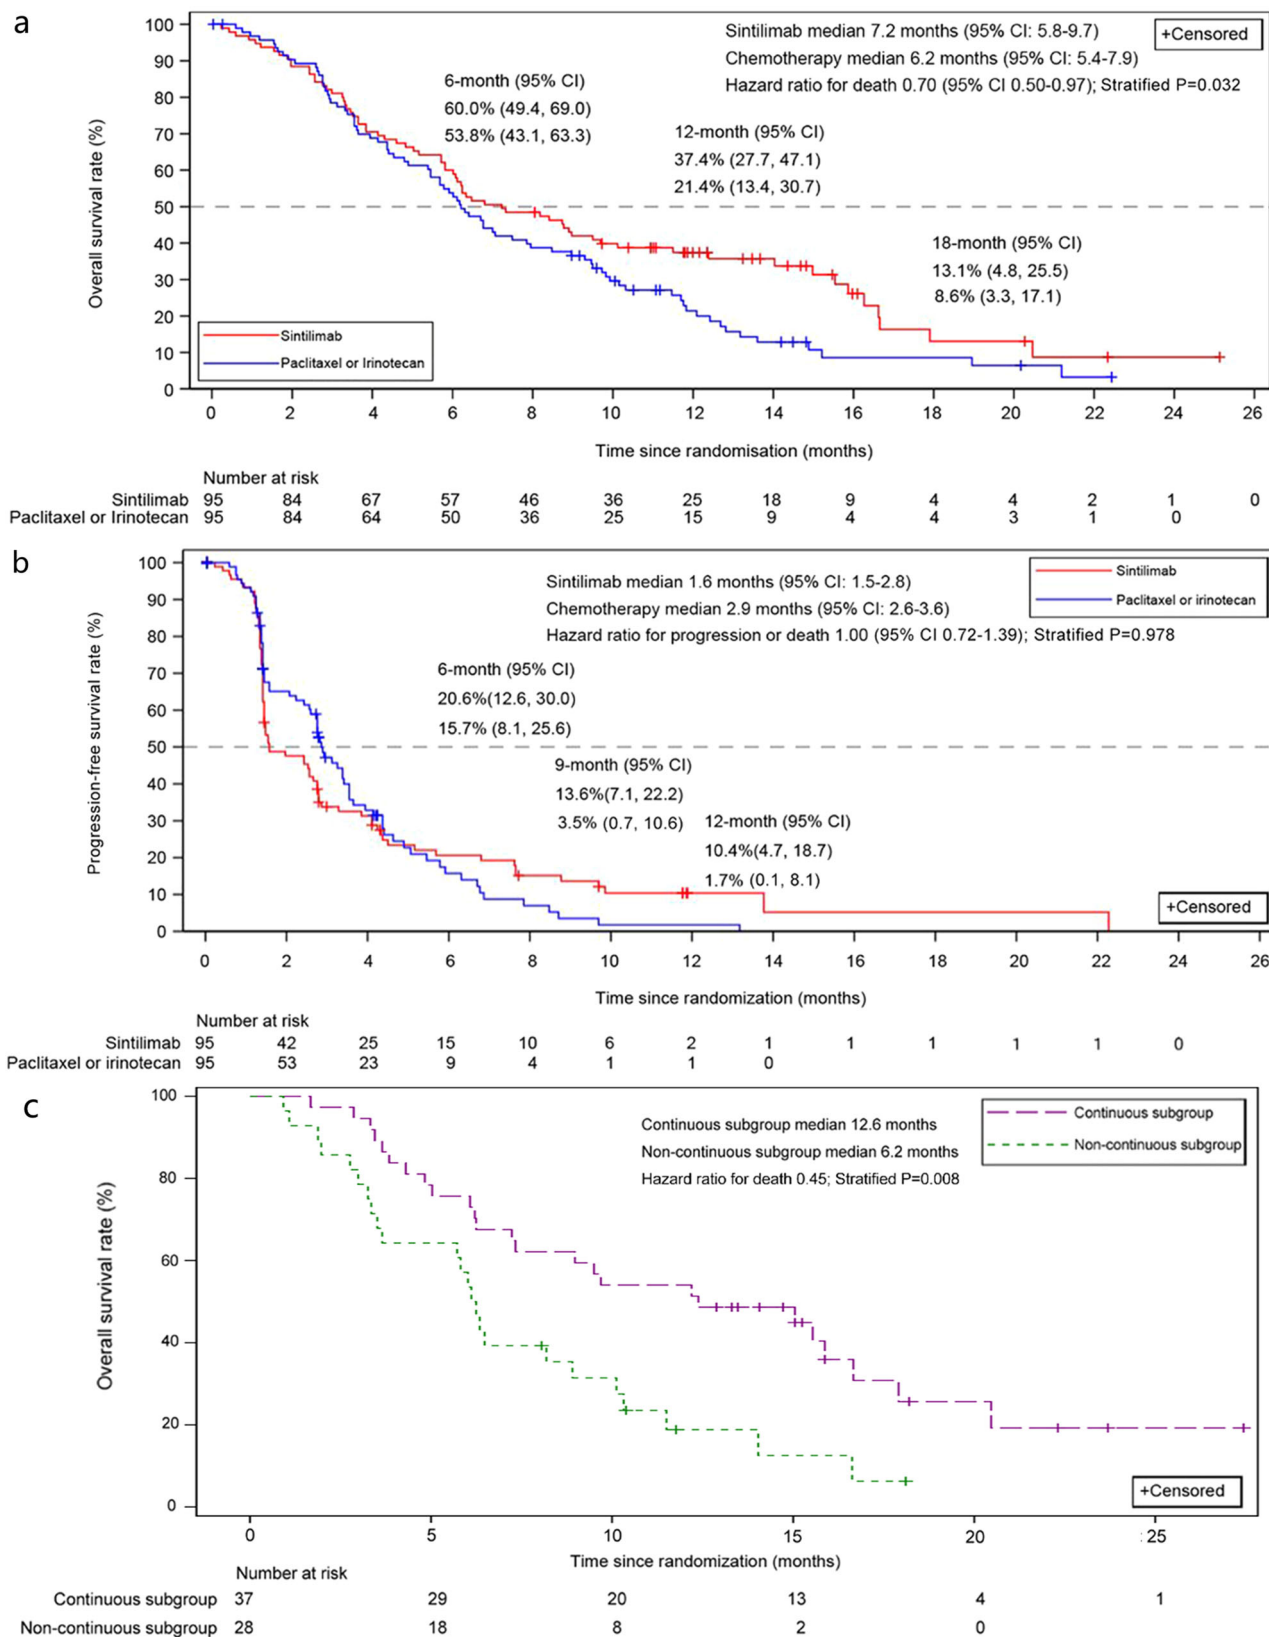 a
Sintilimab median 7.2 months (95% CI: 5.8-9.7)
Chemotherapy median 6.2 months (95% CI: 5.4-7.9)
Hazard ratio for death 0.70 (95% CI 0.50-0.97); Stratified P=0.032
+Censored
6-month (95% CI)
60.0% (49.4, 69.0)
53.8% (43.1, 63.3)
12-month (95% CI)
37.4% (27.7, 47.1)
21.4% (13.4, 30.7)
18-month (95% CI)
13.1% (4.8, 25.5)
8.6% (3.3, 17.1)
Overall survival rate (%)
100
90
80
70
60
50
40
30
20
10
0
Sintilimab
Paclitaxel or Irinotecan
0 2 4 6 8 10 12 14 16 18 20 22 24 26
Time since randomisation (months)
Number at risk
Sintilimab 95 84 67 57 46 36 25 18 9 4 4 2 1 0
Paclitaxel or Irinotecan 95 84 64 50 36 25 15 9 4 4 3 1 0
b
Sintilimab median 1.6 months (95% CI: 1.5-2.8)
Chemotherapy median 2.9 months (95% CI: 2.6-3.6)
Hazard ratio for progression or death 1.00 (95% CI 0.72-1.39); Stratified P=0.978
Sintilimab
Paclitaxel or irinotecan
6-month (95% CI)
20.6%(12.6, 30.0)
15.7% (8.1, 25.6)
9-month (95% CI)
13.6%(7.1, 22.2)
3.5% (0.7, 10.6)
12-month (95% CI)
10.4%(4.7, 18.7)
1.7% (0.1, 8.1)
+Censored
Progression-free survival rate (%)
100
90
80
70
60
50
40
30
20
10
0
0 2 4 6 8 10 12 14 16 18 20 22 24 26
Time since randomization (months)
Number at risk
Sintilimab 95 42 25 15 10 6 2 1 1 1 1 1 0
Paclitaxel or irinotecan 95 53 23 9 4 1 1 0
c
Continuous subgroup median 12.6 months
Non-continuous subgroup median 6.2 months
Hazard ratio for death 0.45; Stratified P=0.008
Continuous subgroup
Non-continuous subgroup
+Censored
Overall survival rate (%)
100
80
60
40
20
0
0 5 10 15 20 25
Time since randomization (months)
Number at risk
Continuous subgroup 37 29 20 13 4 1
Non-continuous subgroup 28 18 8 2 0